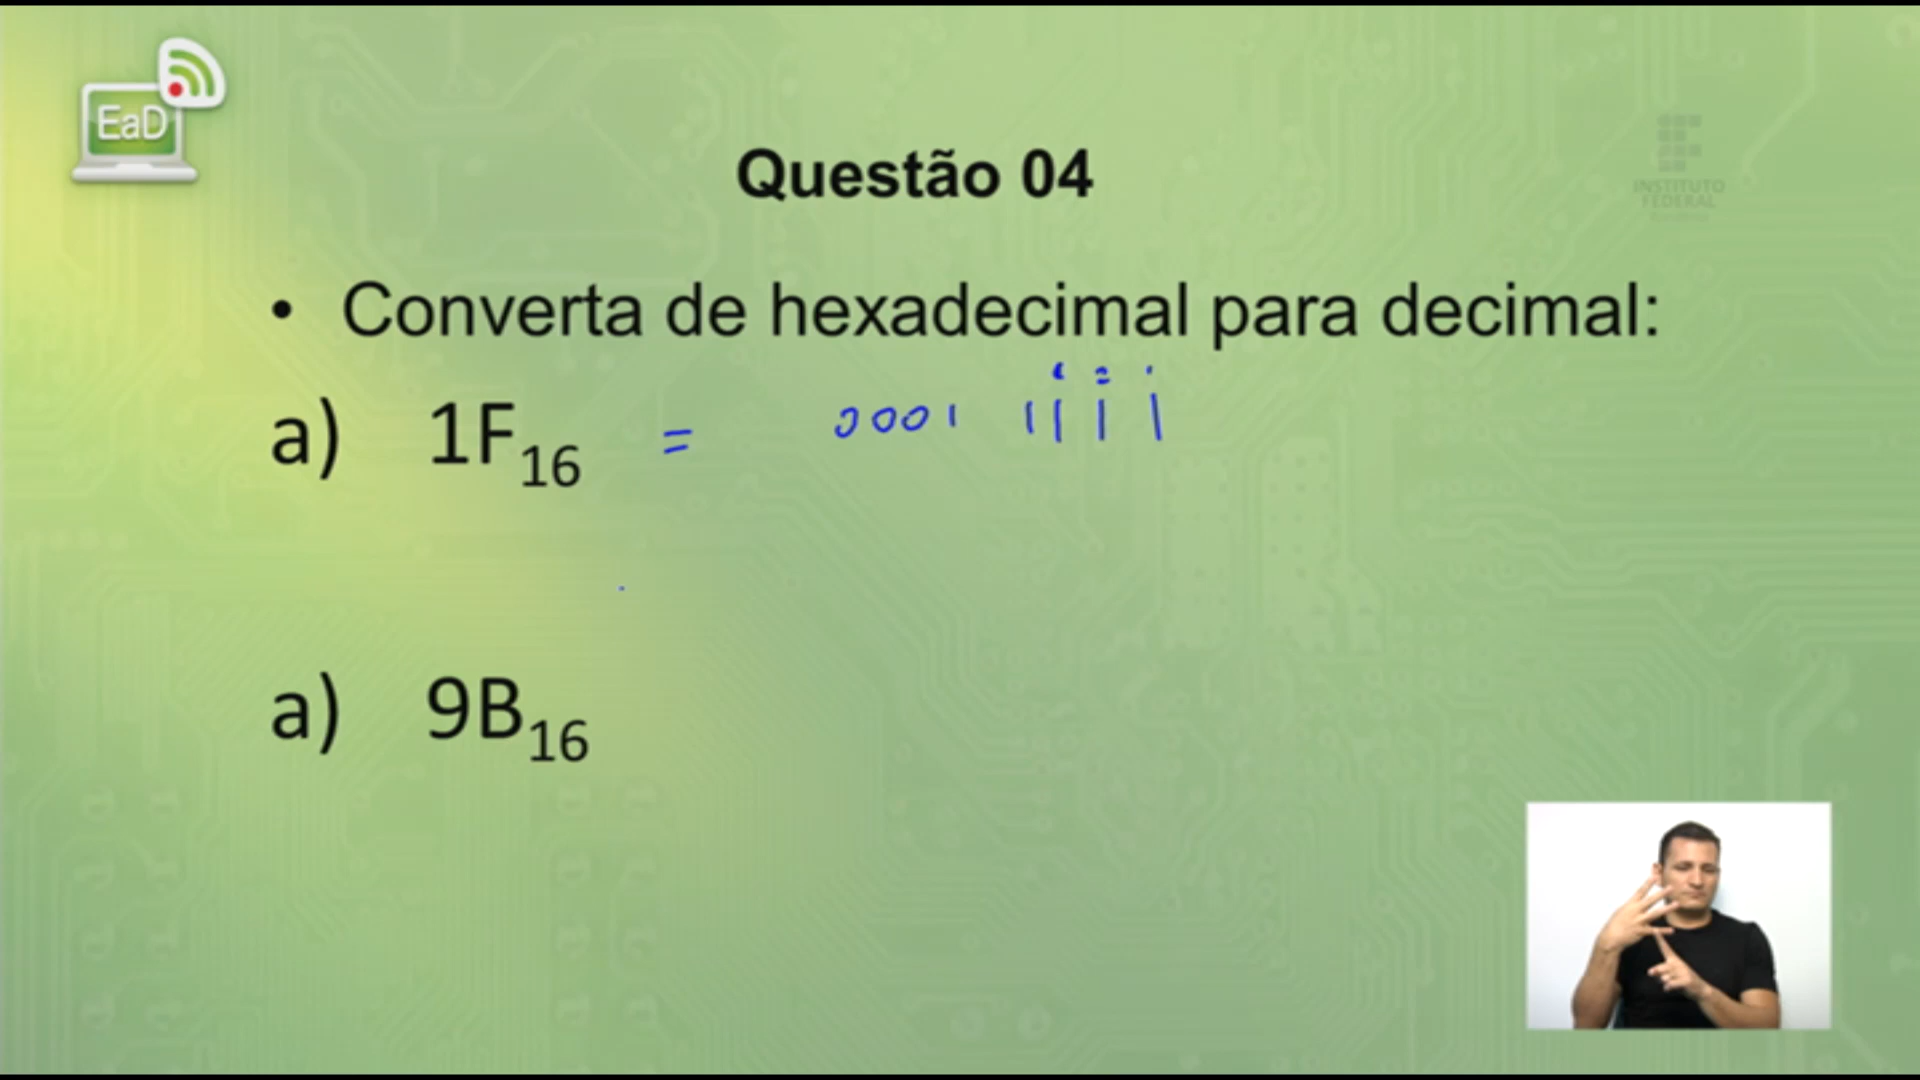 EaD
INSTITUTO
FEDERAL
Questão 04
• Converta de hexadecimal para decimal:
a) 1F16 = 0001 1111
a) 9B16